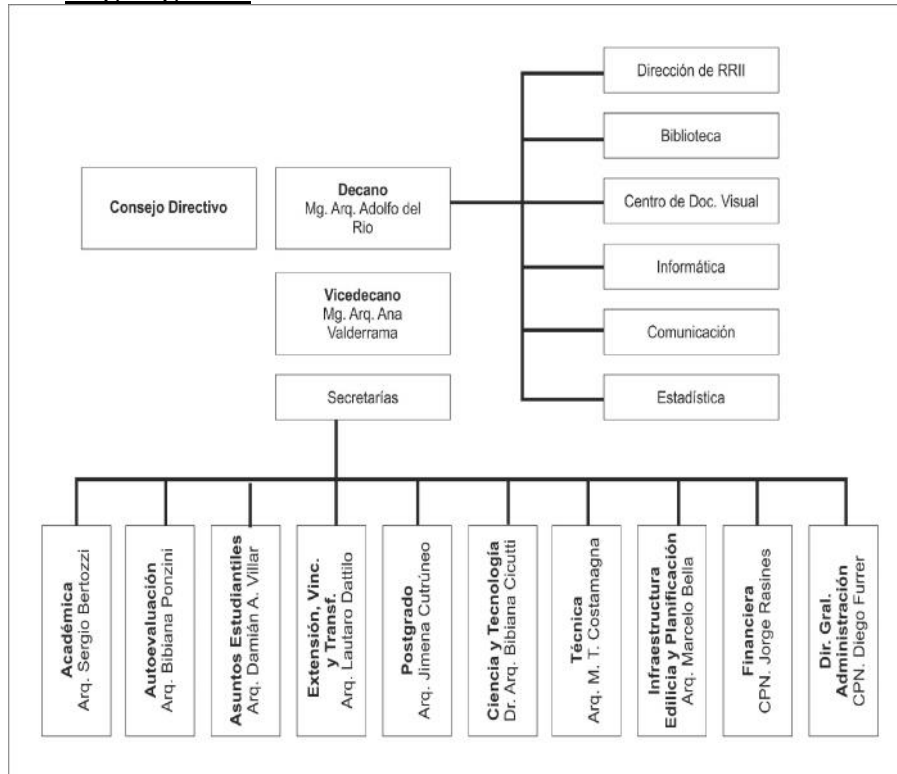 Dirección de RRII
Biblioteca
Consejo Directivo
Decano
Mg. Arq. Adolfo del
Rio
Centro de Doc. Visual
Informática
Vicedecano
Mg. Arq. Ana
Valderrama
Comunicación
Secretarías
Estadística
Académica
Arq. Sergio Bertozzi
Autoevaluación
Arq. Bibiana Ponzini
Asuntos Estudiantiles
Arq. Damián A. Villar
Extensión, Vinc.
y Transf.
Arq. Lautaro Dattilo
Postgrado
Arq. Jimena Cutrúneo
Ciencia y Tecnología
Dr. Arq. Bibiana Cicutti
Técnica
Arq. M. T. Costamagna
Infraestructura
Edilicia y Planificación
Arq. Marcelo Bella
Financiera
CPN. Jorge Rasines
Dir. Gral.
Administración
CPN. Diego Furrer